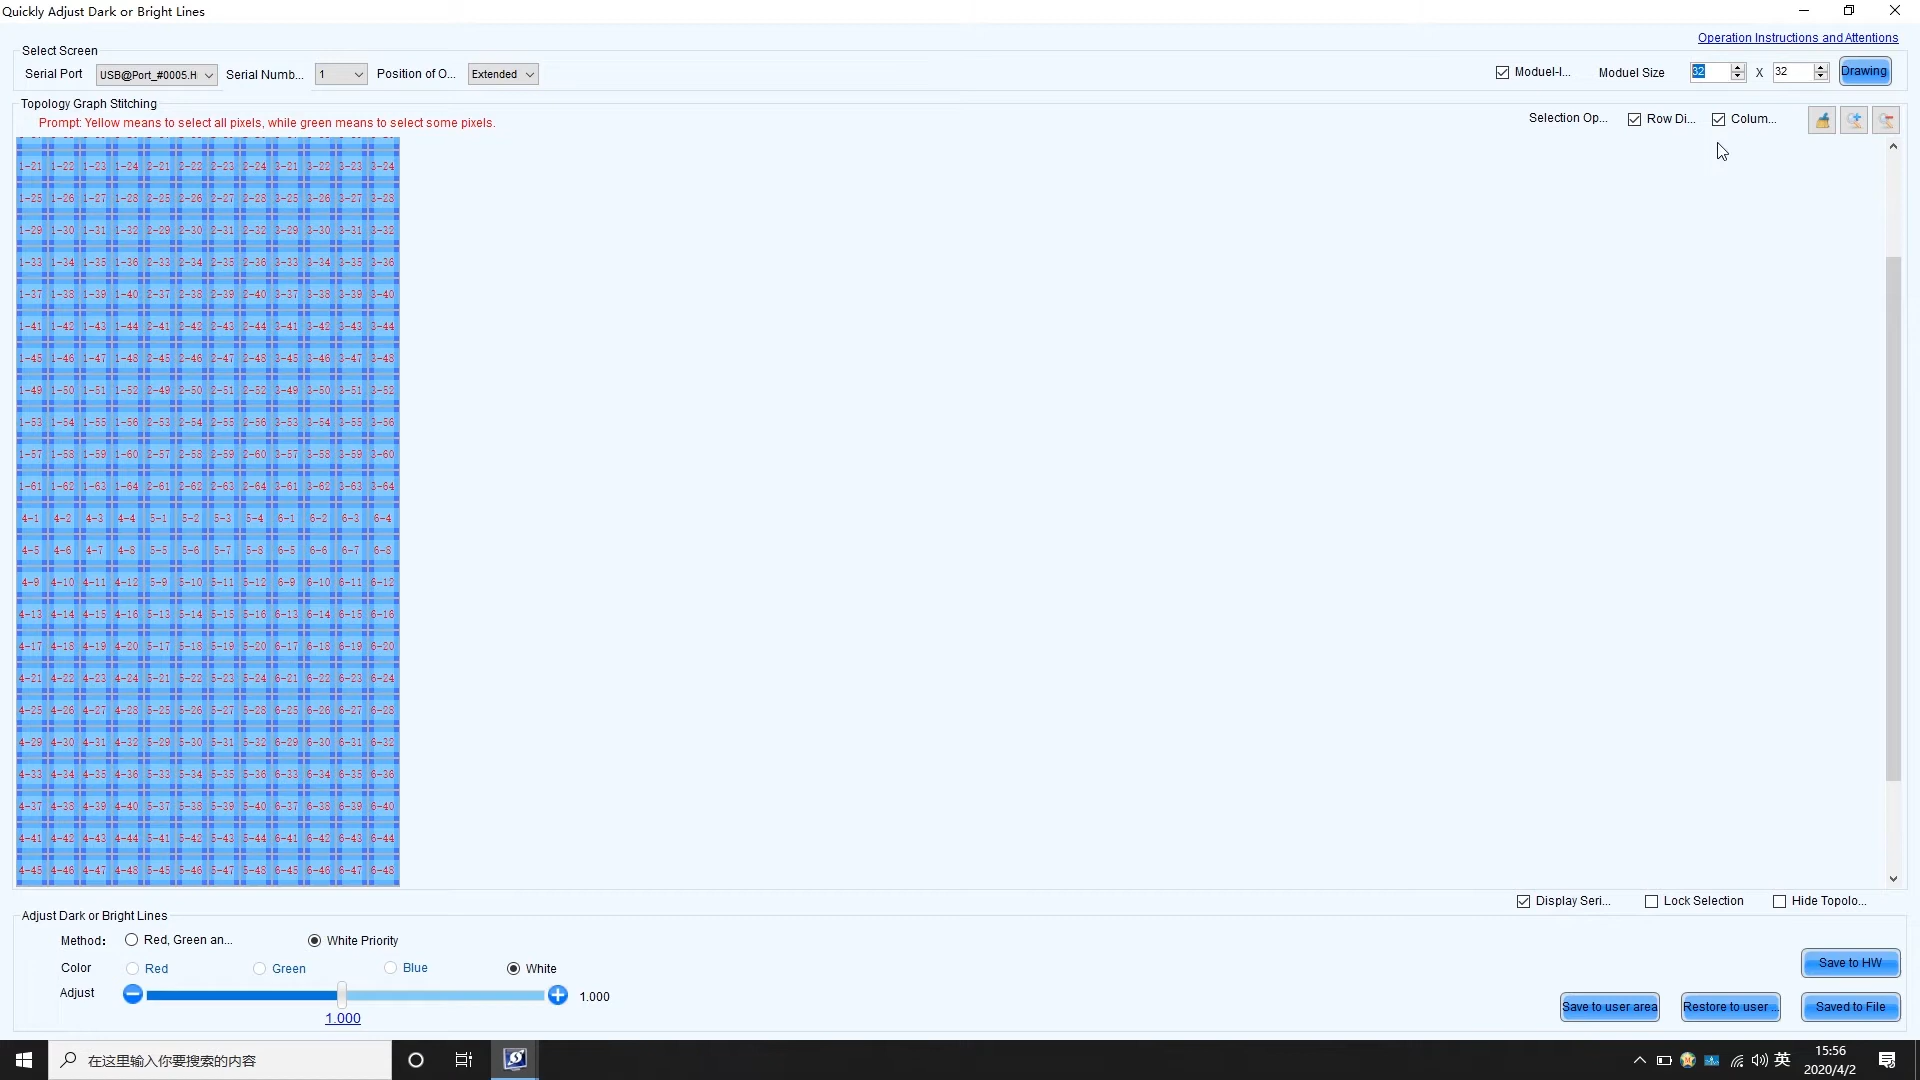 Quickly Adjust Dark or Bright Lines
Operation Instructions and Attentions
Select Screen
Serial Port USB@Port_#0005.H Serial Numb... 1 Position of O... Extended Moduel-I... Moduel Size 32 X 32 Drawing
Topology Graph Stitching
Prompt: Yellow means to select all pixels, while green means to select some pixels. Selection Op... Row Di... Colum...
1-21 1-22 1-23 1-24 2-21 2-22 2-23 2-24 3-21 3-22 3-23 3-24
1-25 1-26 1-27 1-28 2-25 2-26 2-27 2-28 3-25 3-26 3-27 3-28
1-29 1-30 1-31 1-32 2-29 2-30 2-31 2-32 3-29 3-30 3-31 3-32
1-33 1-34 1-35 1-36 2-33 2-34 2-35 2-36 3-33 3-34 3-35 3-36
1-37 1-38 1-39 1-40 2-37 2-38 2-39 2-40 3-37 3-38 3-39 3-40
1-41 1-42 1-43 1-44 2-41 2-42 2-43 2-44 3-41 3-42 3-43 3-44
1-45 1-46 1-47 1-48 2-45 2-46 2-47 2-48 3-45 3-46 3-47 3-48
1-49 1-50 1-51 1-52 2-49 2-50 2-51 2-52 3-49 3-50 3-51 3-52
1-53 1-54 1-55 1-56 2-53 2-54 2-55 2-56 3-53 3-54 3-55 3-56
1-57 1-58 1-59 1-60 2-57 2-58 2-59 2-60 3-57 3-58 3-59 3-60
1-61 1-62 1-63 1-64 2-61 2-62 2-63 2-64 3-61 3-62 3-63 3-64
4-1 4-2 4-3 4-4 5-1 5-2 5-3 5-4 6-1 6-2 6-3 6-4
4-5 4-6 4-7 4-8 5-5 5-6 5-7 5-8 6-5 6-6 6-7 6-8
4-9 4-10 4-11 4-12 5-9 5-10 5-11 5-12 6-9 6-10 6-11 6-12
4-13 4-14 4-15 4-16 5-13 5-14 5-15 5-16 6-13 6-14 6-15 6-16
4-17 4-18 4-19 4-20 5-17 5-18 5-19 5-20 6-17 6-18 6-19 6-20
4-21 4-22 4-23 4-24 5-21 5-22 5-23 5-24 6-21 6-22 6-23 6-24
4-25 4-26 4-27 4-28 5-25 5-26 5-27 5-28 6-25 6-26 6-27 6-28
4-29 4-30 4-31 4-32 5-29 5-30 5-31 5-32 6-29 6-30 6-31 6-32
4-33 4-34 4-35 4-36 5-33 5-34 5-35 5-36 6-33 6-34 6-35 6-36
4-37 4-38 4-39 4-40 5-37 5-38 5-39 5-40 6-37 6-38 6-39 6-40
4-41 4-42 4-43 4-44 5-41 5-42 5-43 5-44 6-41 6-42 6-43 6-44
4-45 4-46 4-47 4-48 5-45 5-46 5-47 5-48 6-45 6-46 6-47 6-48
Display Seri... Lock Selection Hide Topolo...
Adjust Dark or Bright Lines
Method: Red, Green an... White Priority
Color Red Green Blue White
Save to HW
Adjust 1.000
1.000
Save to user area Restore to user ... Saved to File
在这里输入你要搜索的内容
英
15:56
2020/4/2